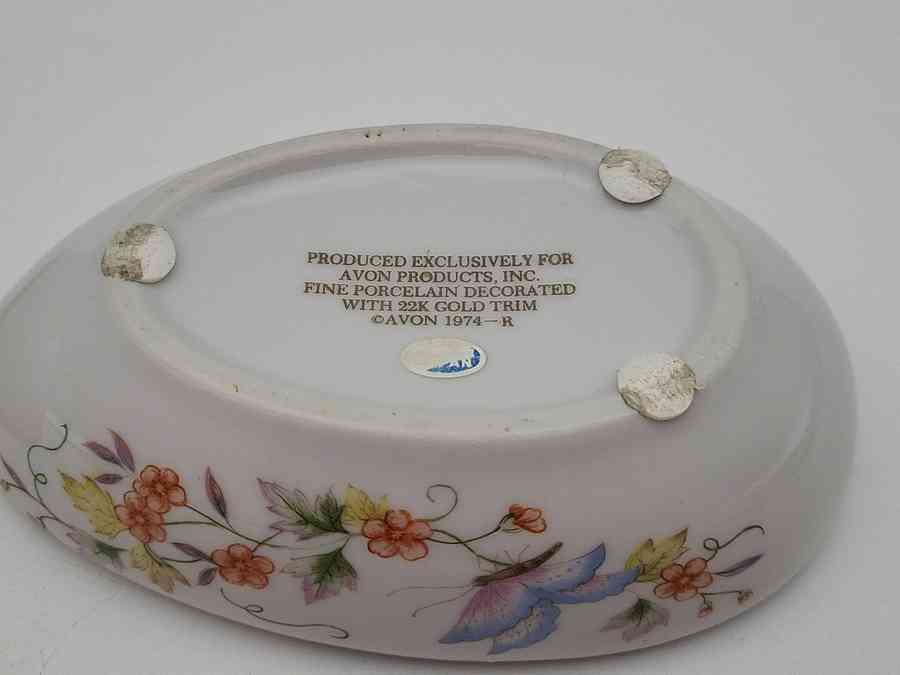 PRODUCED EXCLUSIVELY FOR
AVON PRODUCTS, INC.
FINE PORCELAIN DECORATED
WITH 22K GOLD TRIM
©AVON 1974—R